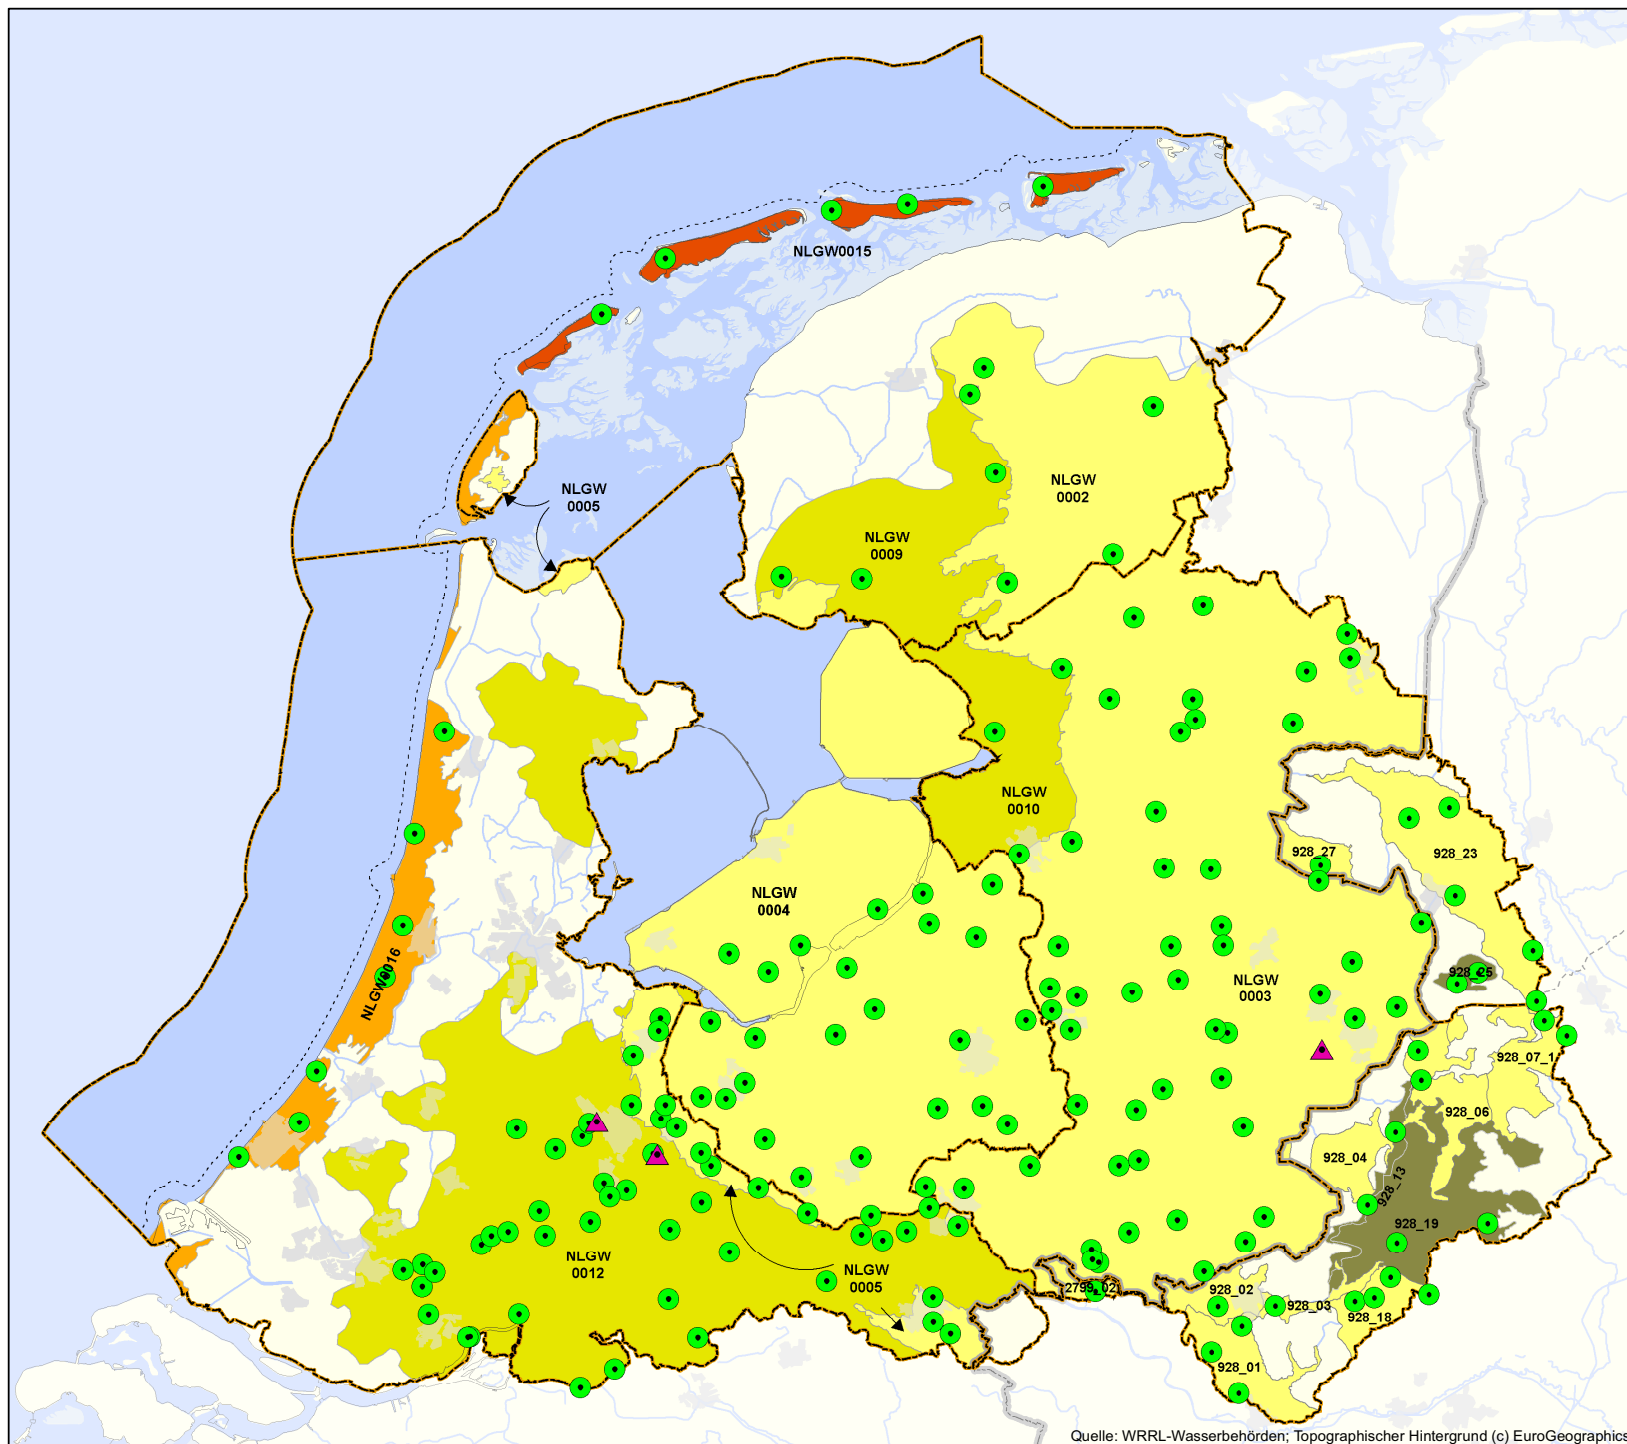 NLGW0015
NLGW
0005
NLGW
0002
NLGW
0009
NLGW
0010
928_27
928_23
NLGW
0004
NLGW0016
928_25
NLGW
0003
928_07_1
928_06
928_04
928_13
928_19
NLGW
0012
NLGW
0005
2799_02
928_02
928_03
928_18
928_01
Quelle: WRRL-Wasserbehörden; Topographischer Hintergrund (c) EuroGeographics